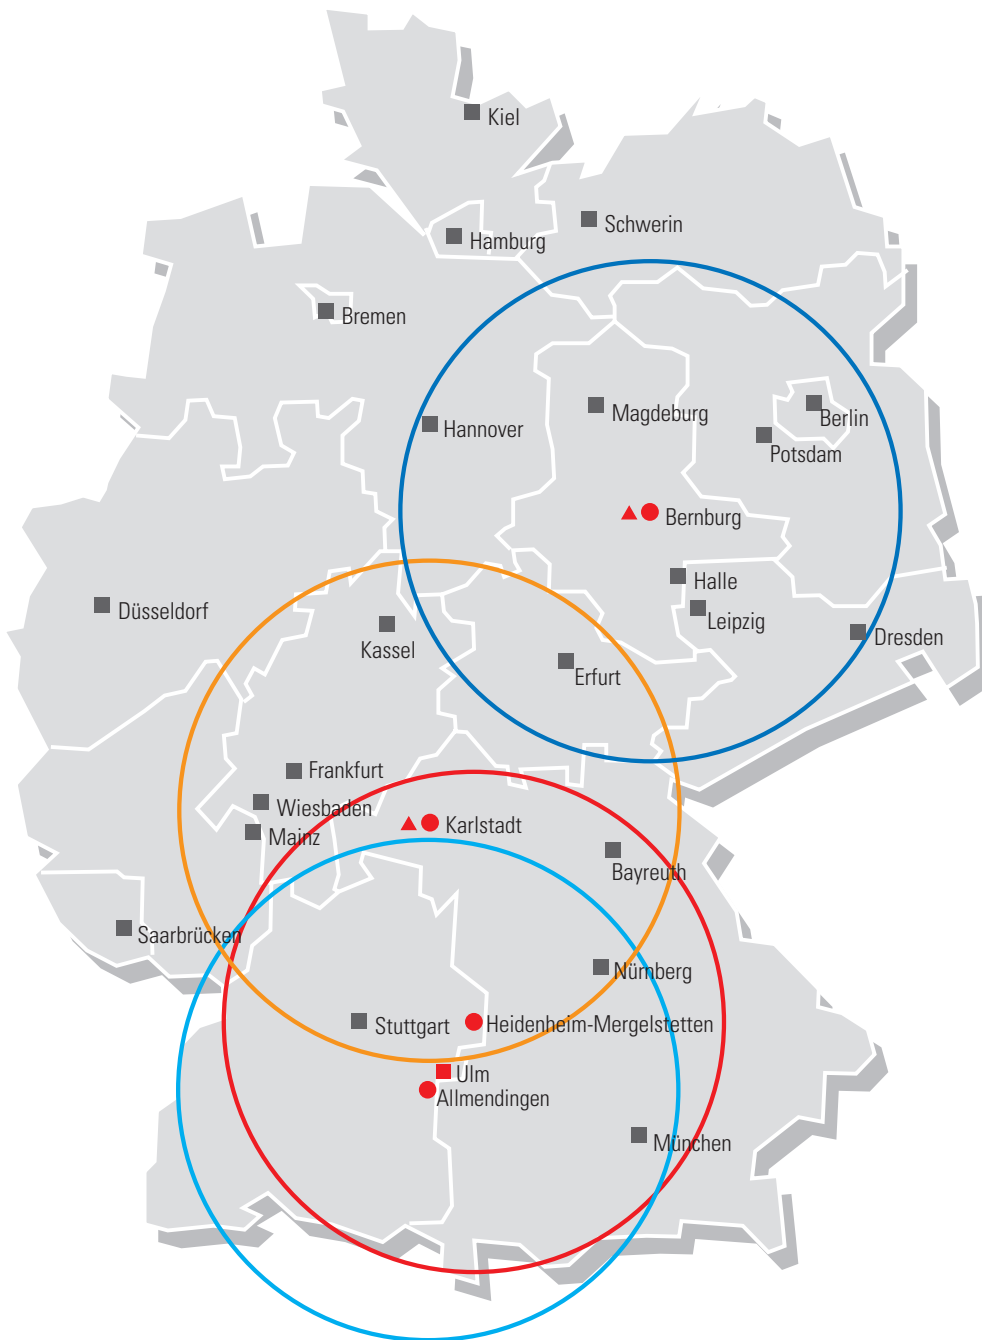 Kiel
Schwerin
Hamburg
Bremen
Magdeburg
Berlin
Hannover
Potsdam
Bernburg
Halle
Düsseldorf
Leipzig
Kassel
Dresden
Erfurt
Frankfurt
Wiesbaden
Karlstadt
Mainz
Bayreuth
Saarbrücken
Nürnberg
Stuttgart
Heidenheim-Mergelstetten
Ulm
Allmendingen
München